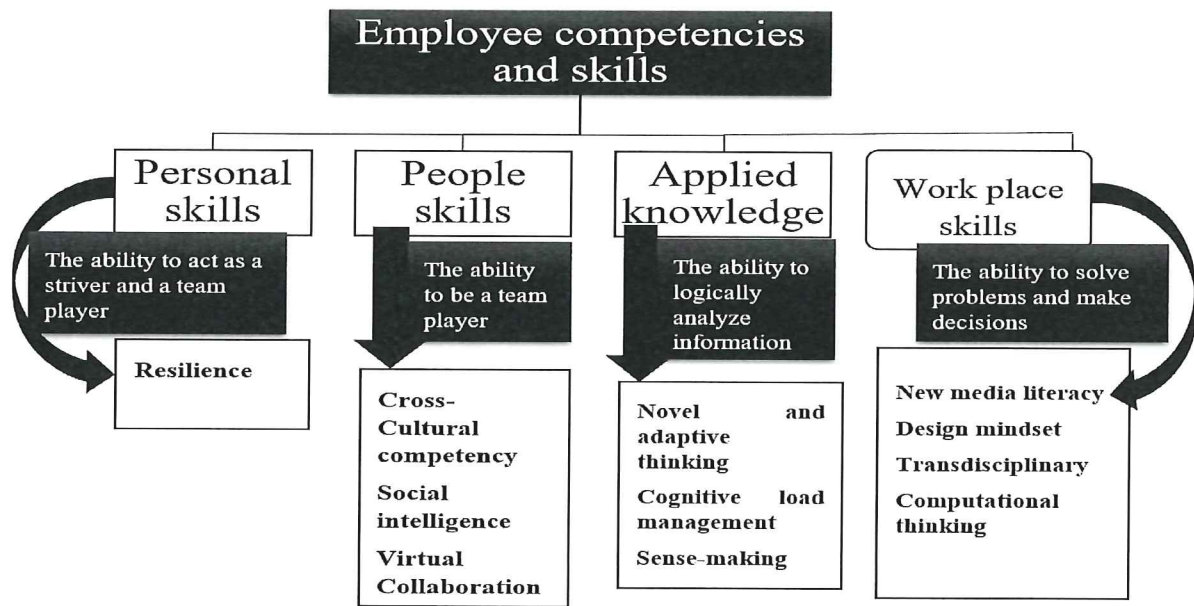 Employee competencies
and skills
Personal
skills
The ability to act as a
striver and a team
player
Resilience
People
skills
The ability
to be a team
player
Cross-
Cultural
competency
Social
intelligence
Virtual
Collaboration
Applied
knowledge
The ability to
logically
analyze
information
Novel and
adaptive
thinking
Cognitive load
management
Sense-making
Work place
skills
The ability to solve
problems and make
decisions
New media literacy
Design mindset
Transdisciplinary
Computational
thinking